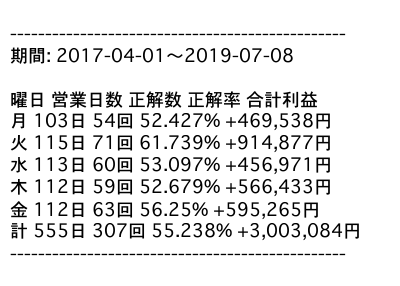 ------------------------------------------------
期間: 2017-04-01〜2019-07-08
曜日 営業日数 正解数 正解率 合計利益
月 103日 54回 52.427% +469,538円
火 115日 71回 61.739% +914,877円
水 113日 60回 53.097% +456,971円
木 112日 59回 52.679% +566,433円
金 112日 63回 56.25% +595,265円
計 555日 307回 55.238% +3,003,084円
------------------------------------------------